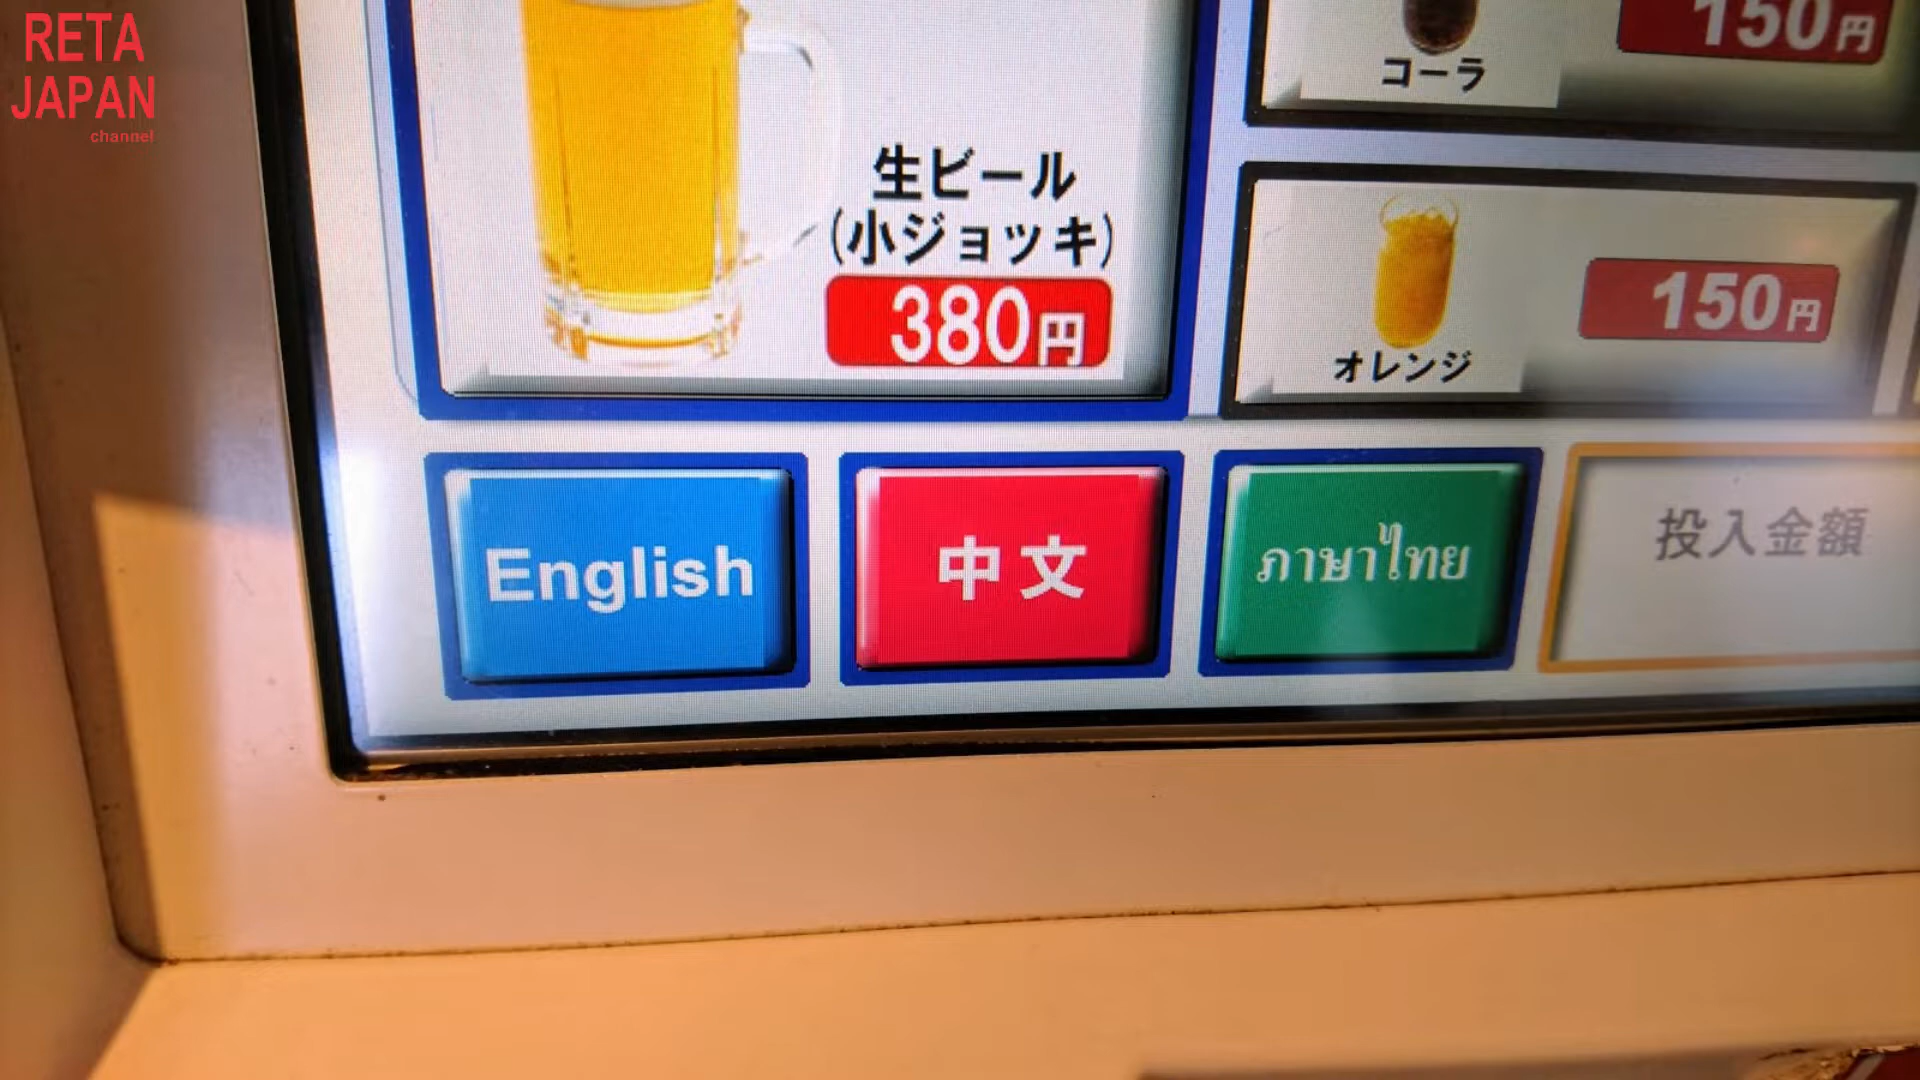 RETA
JAPAN
channel
150円
コーラ
生ビール
(小ジョッキ)
380円
150円
オレンジ
English
中文
ภาษาไทย
投入金額